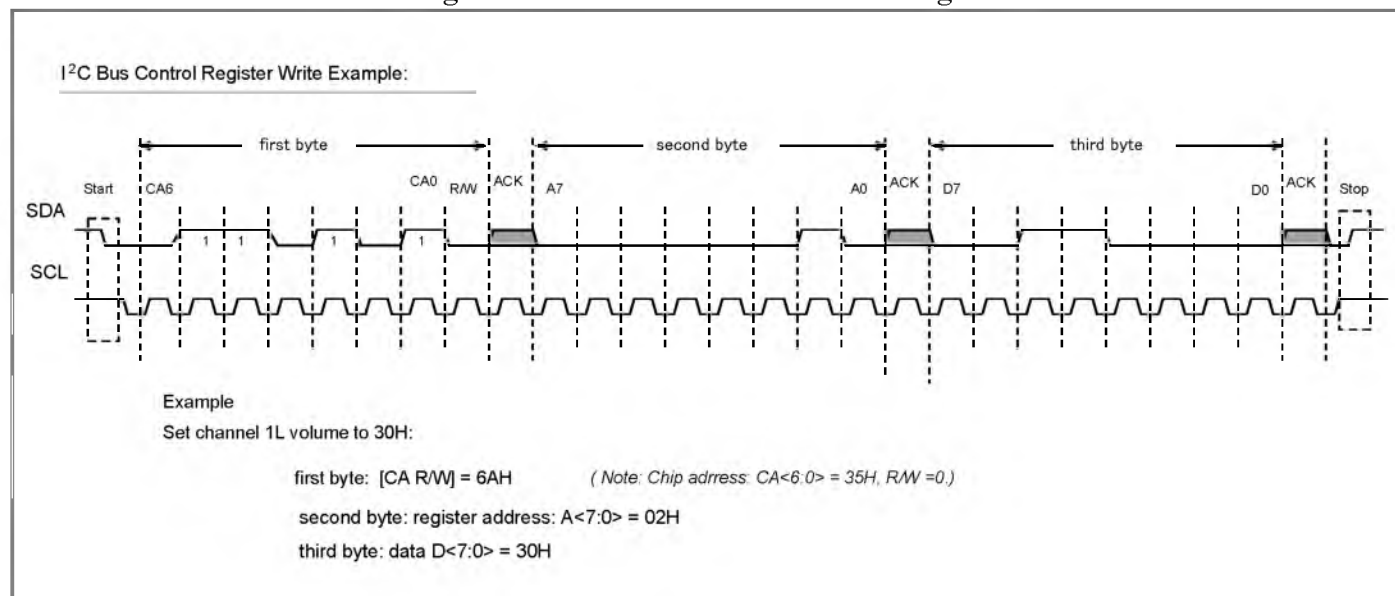 I²C Bus Control Register Write Example:
first byte second byte third byte
Start CA6 CA0 R/W ACK A7 A0 ACK D7 D0 ACK Stop
SDA
1 1 1 1
SCL
Example
Set channel 1L volume to 30H:
first byte: [CA R/W] = 6AH ( Note: Chip adrress: CA<6:0> = 35H, R/W =0.)
second byte: register address: A<7:0> = 02H
third byte: data D<7:0> = 30H